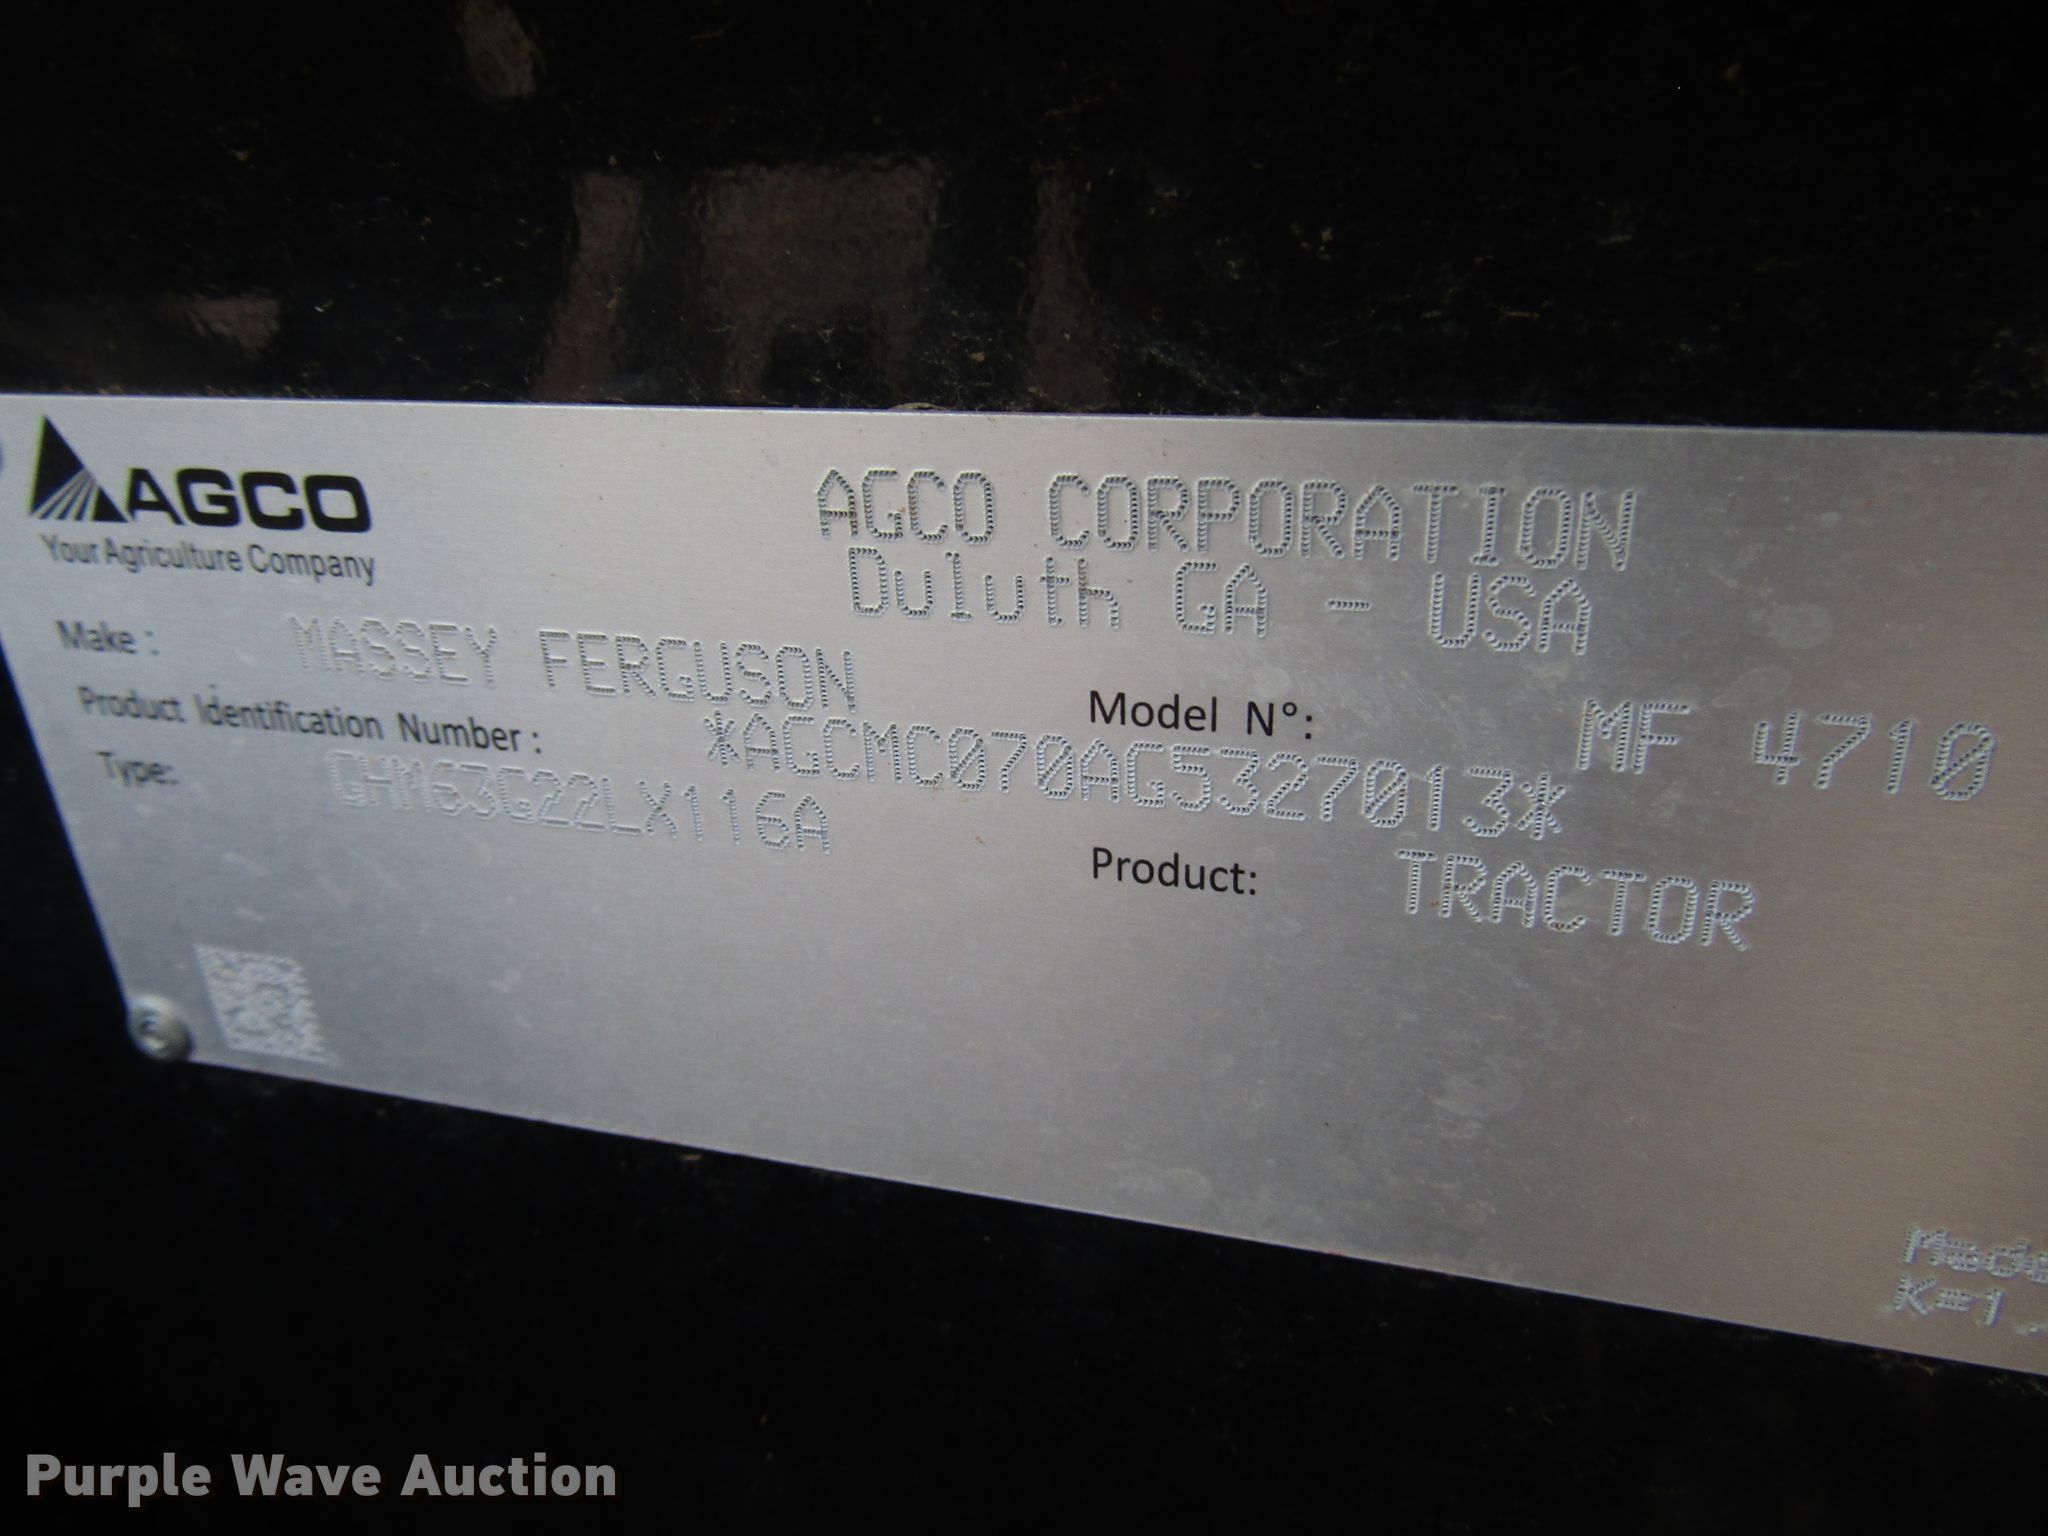 AGCO
Your Agriculture Company
AGCO CORPORATION
Duluth GA - USA
Make : MASSEY FERGUSON
Model N°: MF 4710
Product Identification Number : *AGCMC070AG5327013*
Type: GHM63G22LX116A
Product: TRACTOR
K=1.
Purple Wave Auction